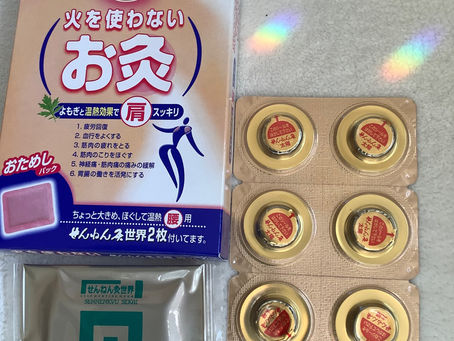 火を使わない
お灸
よもぎと温熱効果で肩スッキリ
1. 疲労回復
2. 血行をよくする
3. 筋肉の疲れをとる
4. 筋肉のこりをほぐす
5. 神経痛・筋肉痛の痛みの緩解
6. 胃腸の働きを活発にする
おためし
パック
ちょっと大きめ、ほぐして温熱腰用
せんねん灸世界2枚付いてます。
せんねん灸世界
SENNENKYU SEKAI